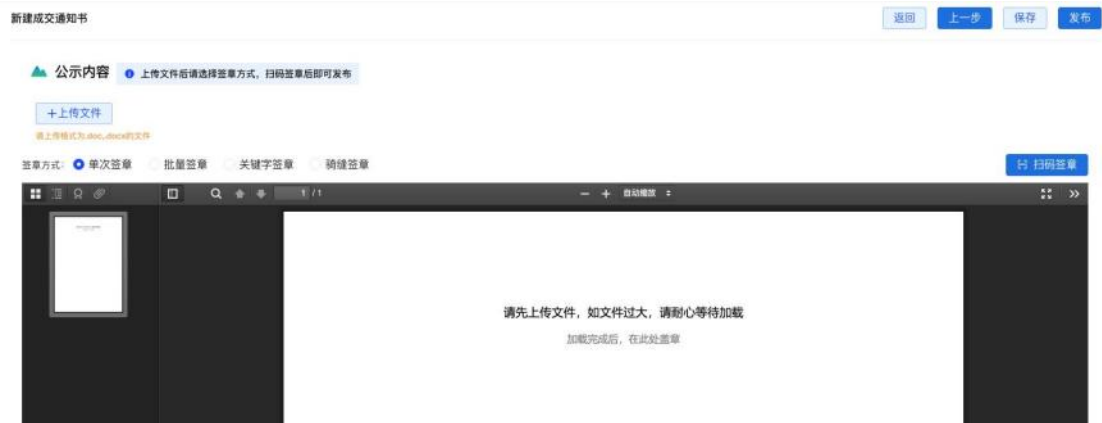 新建成交通知书
返回 上一步 保存 发布
公示内容 上传文件后请选择签章方式，扫码签章后即可发布
+上传文件
请上传格式为.doc,.docx的文件
签章方式: 单次签章 批量签章 关键字签章 骑缝签章 扫码签章
1 /1 自动缩放
请先上传文件，如文件过大，请耐心等待加载
加载完成后，在此处盖章